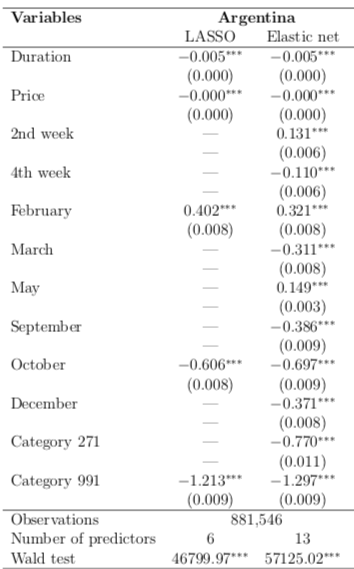 Variables Argentina
LASSO Elastic net
Duration −0.005*** −0.005***
(0.000) (0.000)
Price −0.000*** −0.000***
(0.000) (0.000)
2nd week — 0.131***
— (0.006)
4th week — −0.110***
— (0.006)
February 0.402*** 0.321***
(0.008) (0.008)
March — −0.311***
— (0.008)
May — 0.149***
— (0.003)
September — −0.386***
— (0.009)
October −0.606*** −0.697***
(0.008) (0.009)
December — −0.371***
— (0.008)
Category 271 — −0.770***
— (0.011)
Category 991 −1.213*** −1.297***
(0.009) (0.009)
Observations 881,546
Number of predictors 6 13
Wald test 46799.97*** 57125.02***